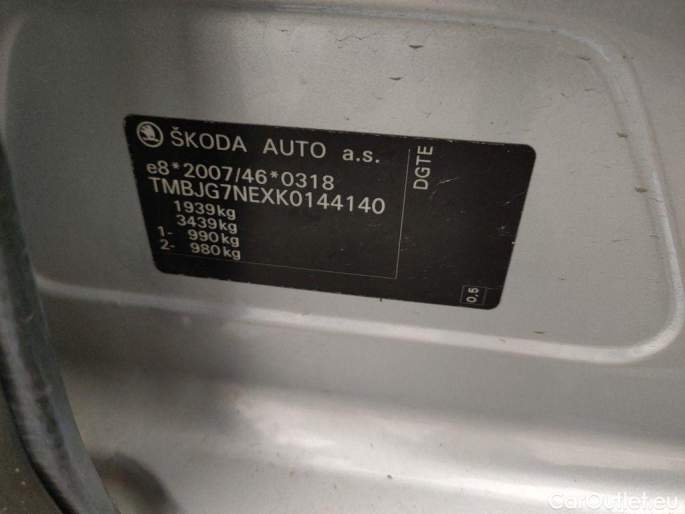 ŠKODA AUTO a.s.
e8*2007/46*0318
TMBJG7NEXK0144140
1939kg
3439kg
1- 990kg
2- 980kg
DGTE
0,5
CarOutlet.eu